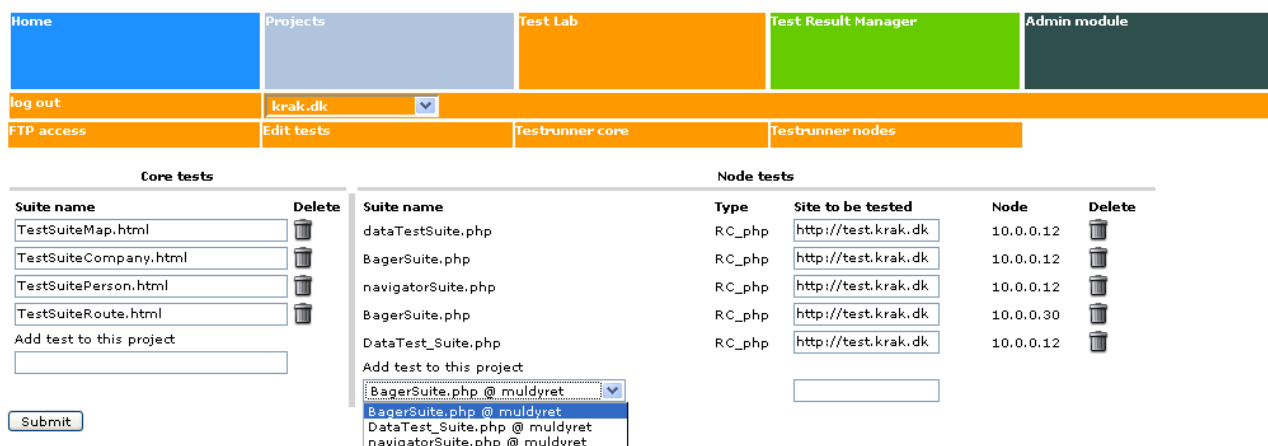 Home Projects Test Lab Test Result Manager Admin module
log out krak.dk
FTP access Edit tests Testrunner core Testrunner nodes
Core tests Node tests
Suite name Delete Suite name Type Site to be tested Node Delete
TestSuiteMap.html dataTestSuite.php RC_php http://test.krak.dk 10.0.0.12
TestSuiteCompany.html BagerSuite.php RC_php http://test.krak.dk 10.0.0.12
TestSuitePerson.html navigatorSuite.php RC_php http://test.krak.dk 10.0.0.12
TestSuiteRoute.html BagerSuite.php RC_php http://test.krak.dk 10.0.0.30
Add test to this project DataTest_Suite.php RC_php http://test.krak.dk 10.0.0.12
Add test to this project
BagerSuite.php @ muldyret
Submit BagerSuite.php @ muldyret
DataTest_Suite.php @ muldyret
navigatorSuite.php @ muldyret